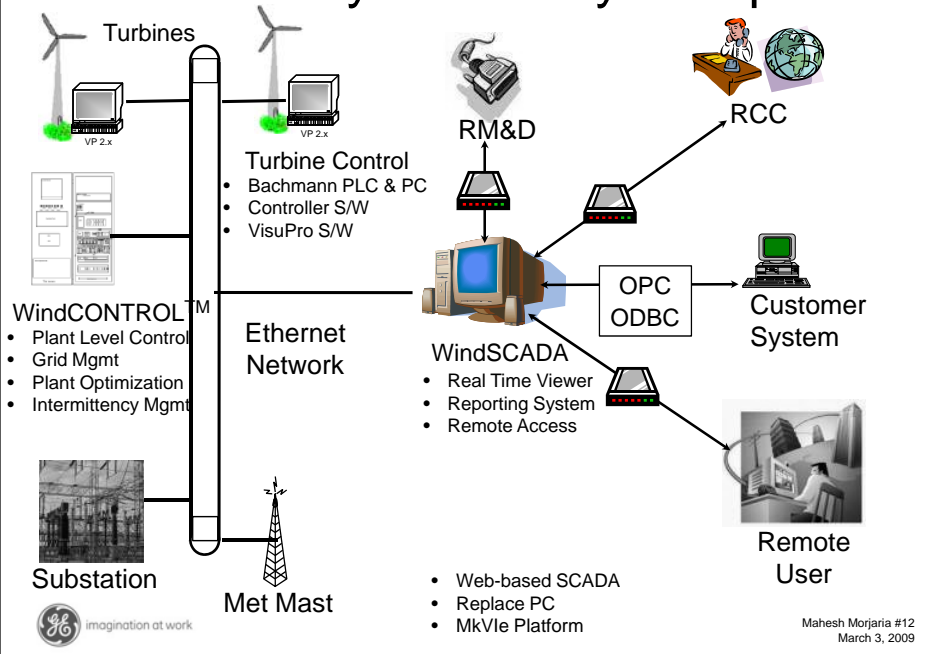 Turbines
VP 2.x
VP 2.x
Turbine Control
• Bachmann PLC & PC
• Controller S/W
• VisuPro S/W
RM&D
RCC
WindCONTROL™
• Plant Level Control
• Grid Mgmt
• Plant Optimization
• Intermittency Mgmt
Ethernet
Network
WindSCADA
• Real Time Viewer
• Reporting System
• Remote Access
OPC
ODBC
Customer
System
Substation
Met Mast
Remote
User
• Web-based SCADA
• Replace PC
• MkVIe Platform
GE imagination at work
Mahesh Morjaria #12
March 3, 2009